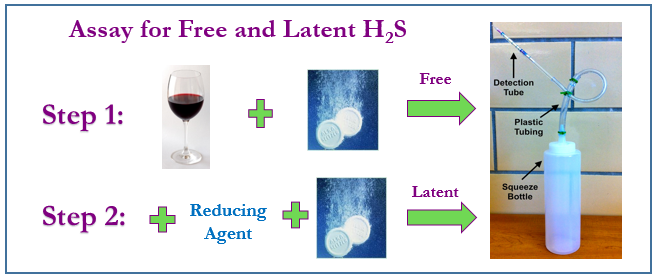 Assay for Free and Latent H₂S
Step 1:
Free
Step 2:
Reducing
Agent
Latent
Detection
Tube
Plastic
Tubing
Squeeze
Bottle